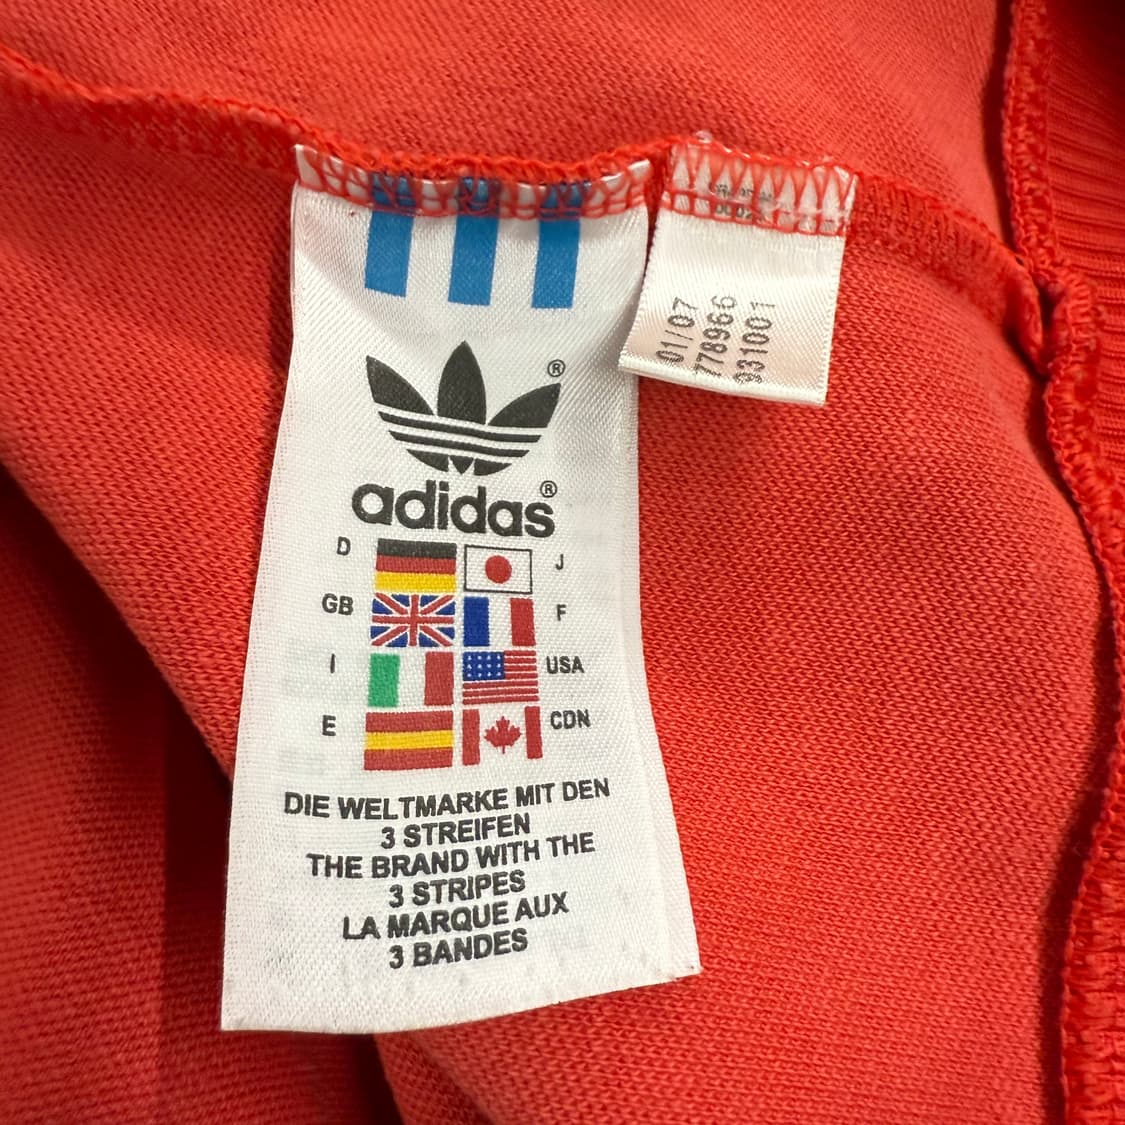 adidas®
®
D
J
GB
F
I
USA
E
CDN
DIE WELTMARKE MIT DEN
3 STREIFEN
THE BRAND WITH THE
3 STRIPES
LA MARQUE AUX
3 BANDES
01/07
778966
931001